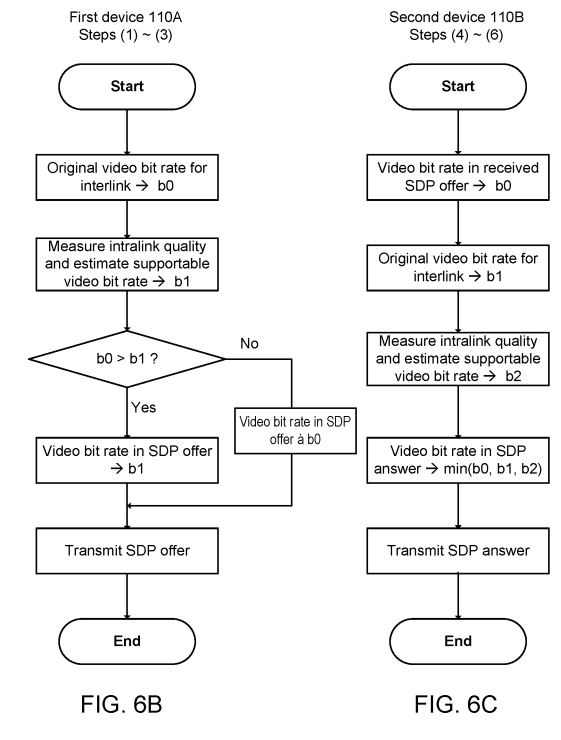 First device 110A
Steps (1) ~ (3)
Start
Original video bit rate for
interlink → b0
Measure intralink quality
and estimate supportable
video bit rate → b1
b0 > b1 ?
No
Yes
Video bit rate in SDP
offer à b0
Video bit rate in SDP offer
→ b1
Transmit SDP offer
End
FIG. 6B
Second device 110B
Steps (4) ~ (6)
Start
Video bit rate in received
SDP offer → b0
Original video bit rate for
interlink → b1
Measure intralink quality
and estimate supportable
video bit rate → b2
Video bit rate in SDP
answer → min(b0, b1, b2)
Transmit SDP answer
End
FIG. 6C